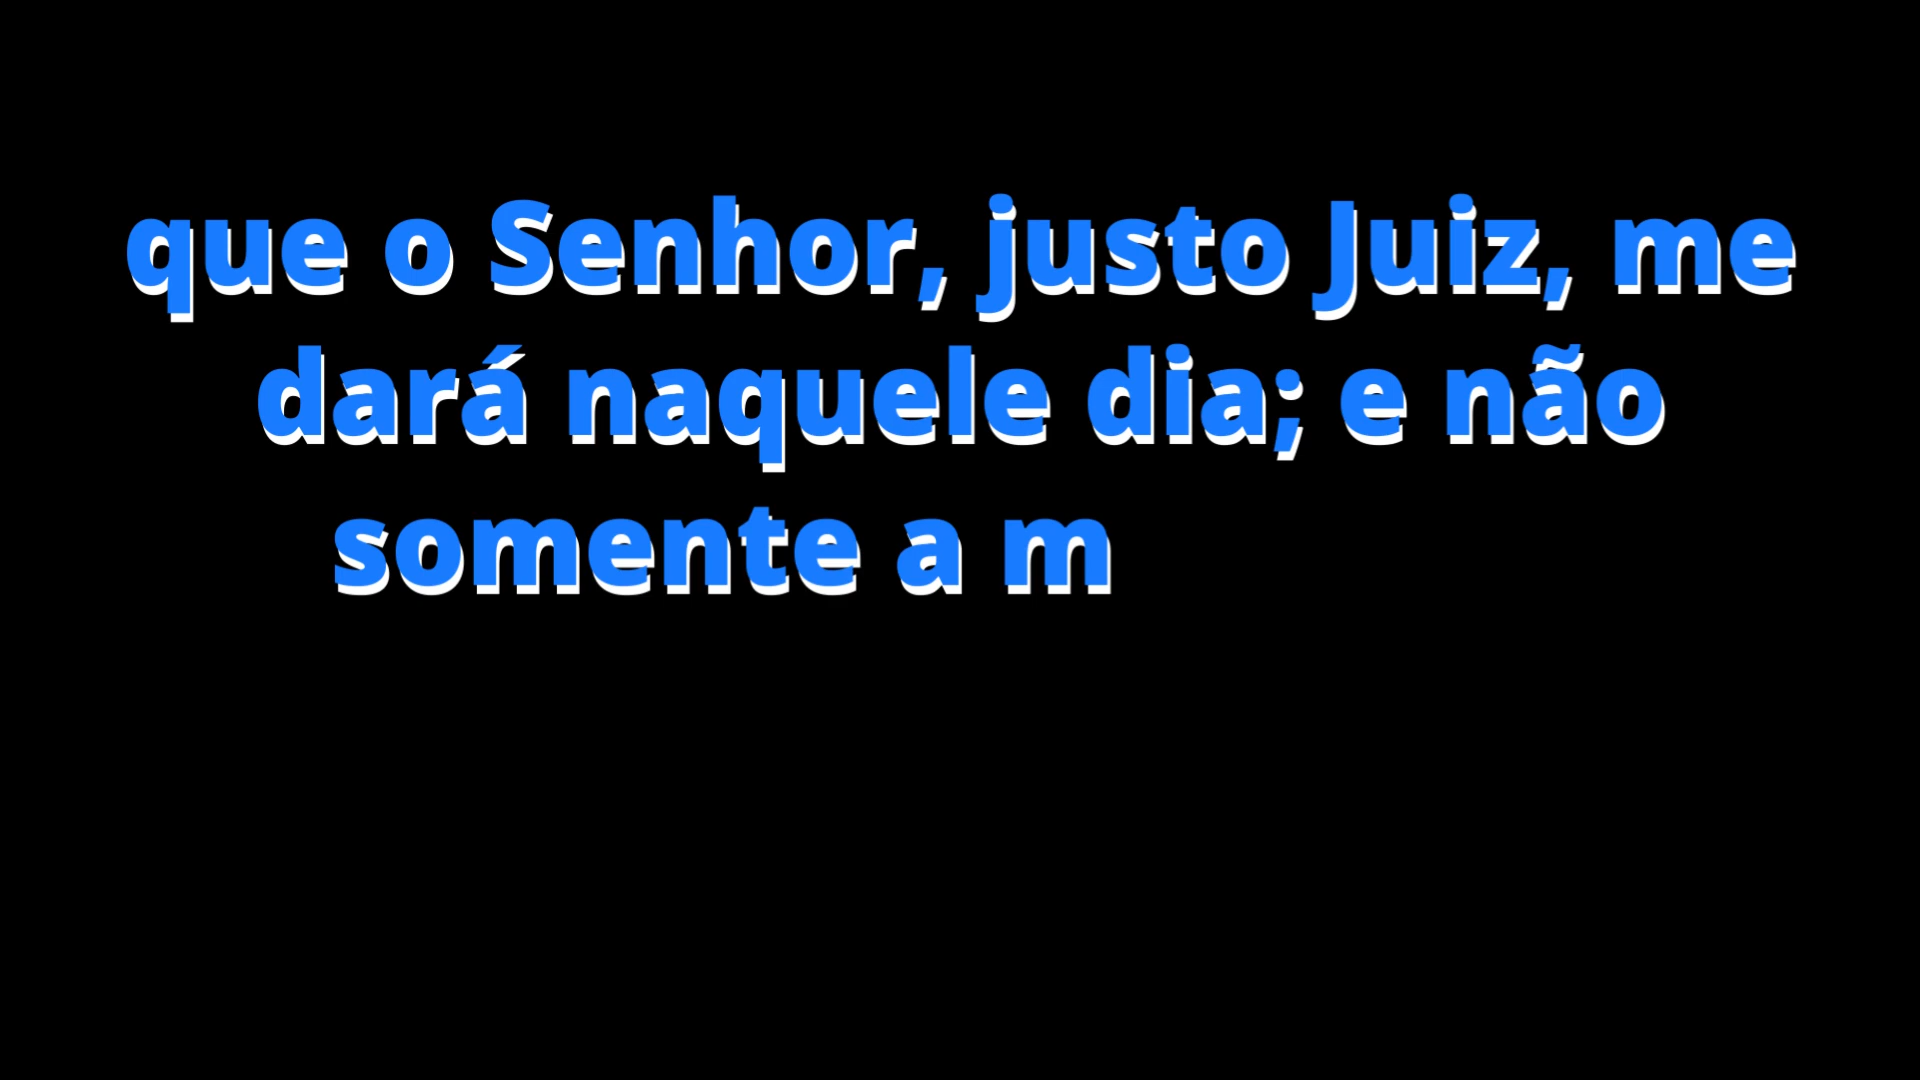 que o Senhor, justo Juiz, me
dará naquele dia; e não
somente a m